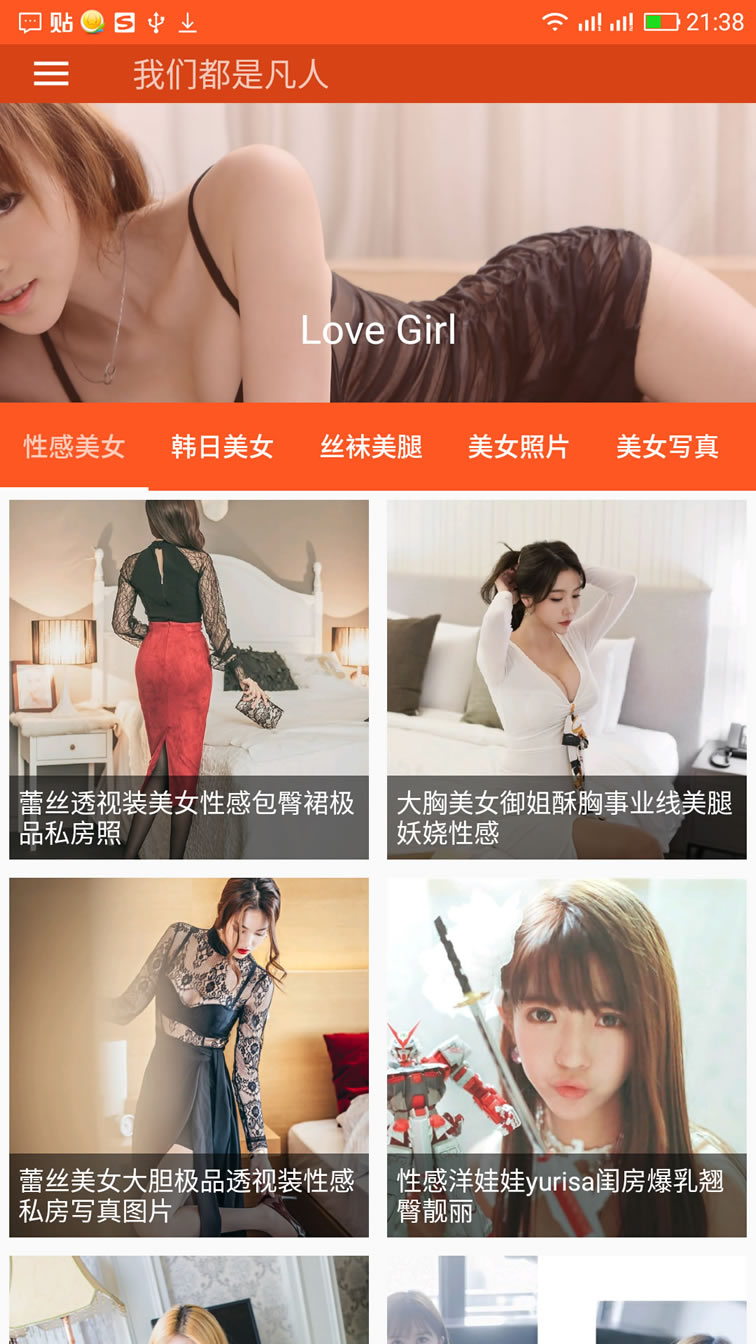 贴
S
21:38
我们都是凡人
Love Girl
性感美女 韩日美女 丝袜美腿 美女照片 美女写真
蕾丝透视装美女性感包臀裙极
品私房照
大胸美女御姐酥胸事业线美腿
妖娆性感
蕾丝美女大胆极品透视装性感
私房写真图片
性感洋娃娃yurisa闺房爆乳翘
臀靓丽